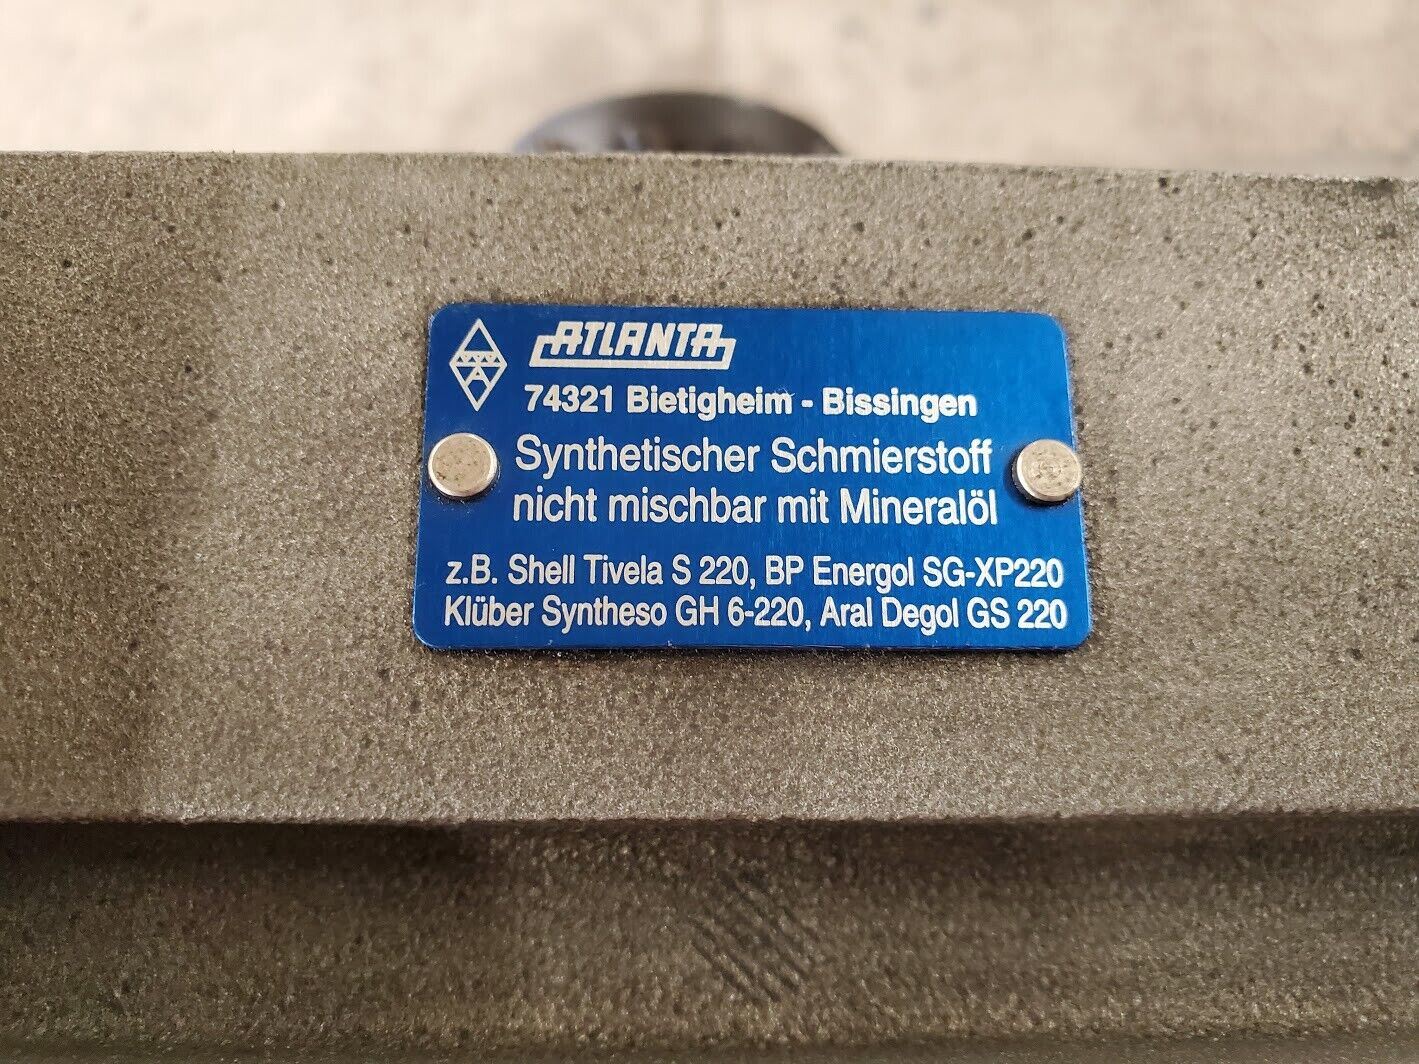 ATLANTA
74321 Bietigheim - Bissingen
Synthetischer Schmierstoff
nicht mischbar mit Mineralöl
z.B. Shell Tivela S 220, BP Energol SG-XP220
Klüber Syntheso GH 6-220, Aral Degol GS 220